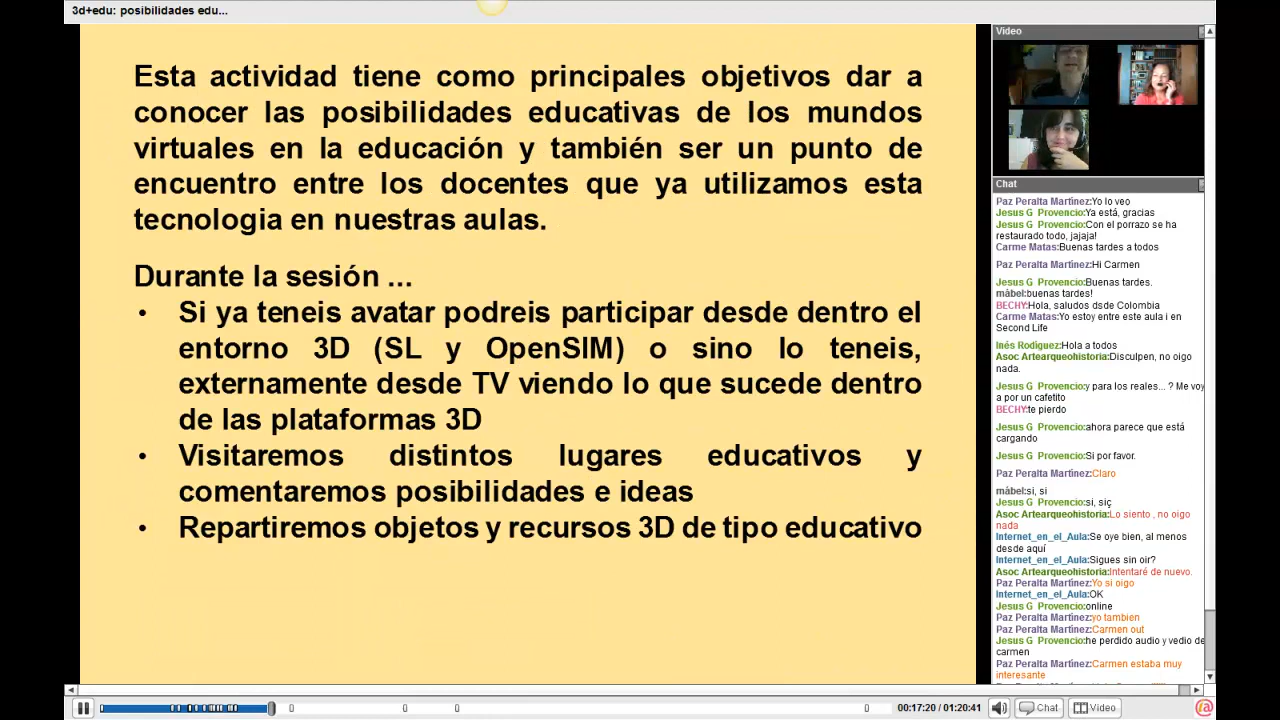 3d+edu: posibilidades edu...
Esta actividad tiene como principales objetivos dar a
conocer las posibilidades educativas de los mundos
virtuales en la educación y también ser un punto de
encuentro entre los docentes que ya utilizamos esta
tecnologia en nuestras aulas.
Durante la sesión ...
• Si ya teneis avatar podreis participar desde dentro el
entorno 3D (SL y OpenSIM) o sino lo teneis,
externamente desde TV viendo lo que sucede dentro
de las plataformas 3D
• Visitaremos distintos lugares educativos y
comentaremos posibilidades e ideas
• Repartiremos objetos y recursos 3D de tipo educativo
Vídeo
Chat
Paz Peralta Martínez:Yo lo veo
Jesus G Provencio:Ya está, gracias
Jesus G Provencio:Con el porrazo se ha
restaurado todo, jajaja!
Carme Matas:Buenas tardes a todos
Paz Peralta Martínez:Hi Carmen
Jesus G Provencio:Buenas tardes.
mábel:buenas tardes!
BECHY:Hola, saludos dsde Colombia
Carme Matas:Yo estoy entre este aula i en
Second Life
Inés Rodíguez:Hola a todos
Asoc Artearqueohistoria:Disculpen, no oigo
nada.
Jesus G Provencio:y para los reales... ? Me voy
a por un cafetito
BECHY:te pierdo
Jesus G Provencio:ahora parece que está
cargando
Jesus G Provencio:Si por favor.
Paz Peralta Martínez:Claro
mábel:si, si
Jesus G Provencio:si, siç
Asoc Artearqueohistoria:Lo siento , no oigo
nada
Internet_en_el_Aula:Se oye bien, al menos
desde aquí
Internet_en_el_Aula:Sigues sin oir?
Asoc Artearqueohistoria:Intentaré de nuevo.
Paz Peralta Martínez:Yo si oigo
Internet_en_el_Aula:OK
Jesus G Provencio:online
Paz Peralta Martínez:yo tambien
Paz Peralta Martínez:Carmen out
Jesus G Provencio:he perdido audio y vedio de
carmen
Paz Peralta Martínez:Carmen estaba muy
interesante
00:17:20 / 01:20:41
Chat
Vídeo